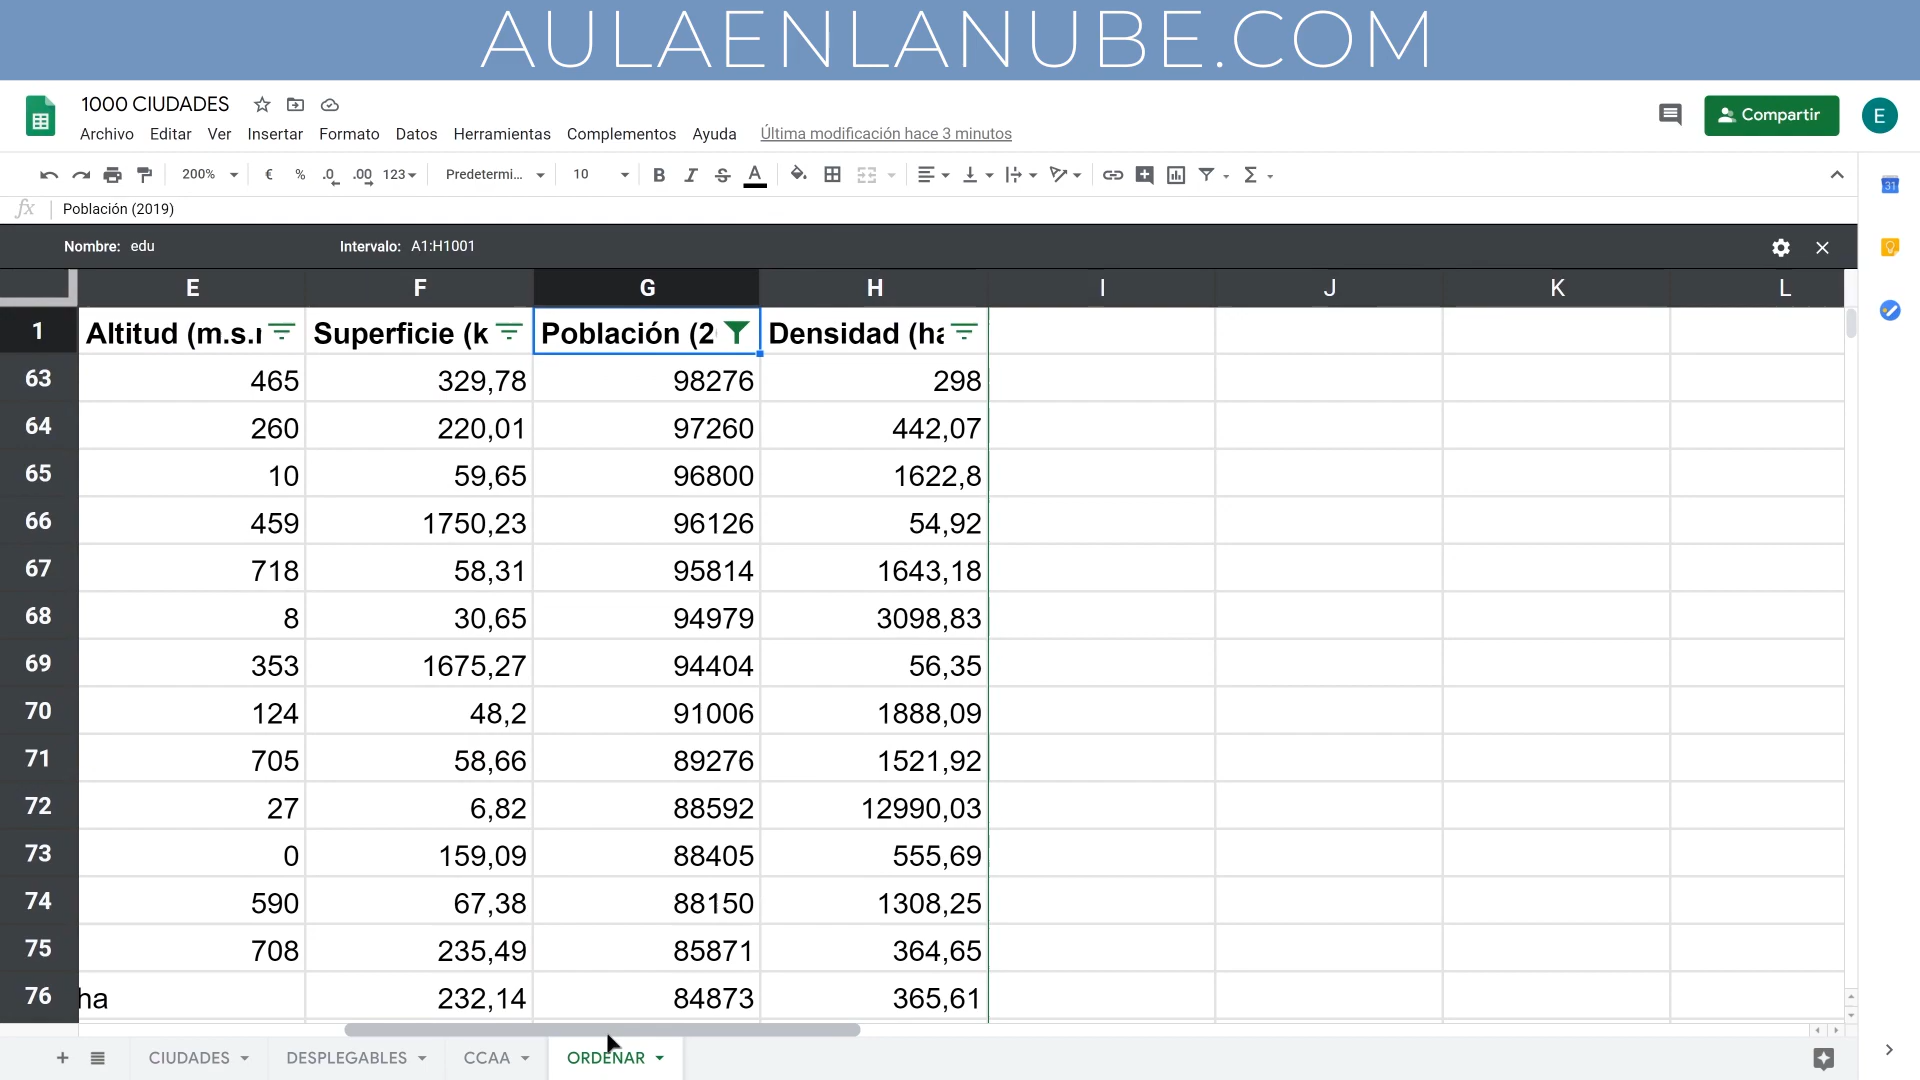 AULAENLANUBE.COM
1000 CIUDADES
Archivo Editar Ver Insertar Formato Datos Herramientas Complementos Ayuda Última modificación hace 3 minutos
Compartir
E
200% € % .0 .00 123 Predetermi... 10 B I S A Σ
31
fx Población (2019)
Nombre: edu Intervalo: A1:H1001
E F G H I J K L
1 Altitud (m.s.r Superficie (k Población (2 Densidad (ha
63 465 329,78 98276 298
64 260 220,01 97260 442,07
65 10 59,65 96800 1622,8
66 459 1750,23 96126 54,92
67 718 58,31 95814 1643,18
68 8 30,65 94979 3098,83
69 353 1675,27 94404 56,35
70 124 48,2 91006 1888,09
71 705 58,66 89276 1521,92
72 27 6,82 88592 12990,03
73 0 159,09 88405 555,69
74 590 67,38 88150 1308,25
75 708 235,49 85871 364,65
76 ha 232,14 84873 365,61
+ CIUDADES DESPLEGABLES CCAA ORDENAR